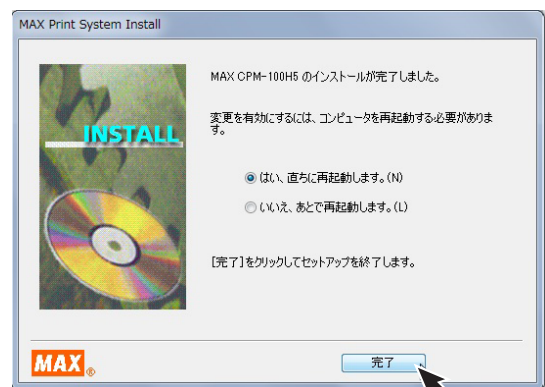 MAX Print System Install
MAX CPM-100H5 のインストールが完了しました。
変更を有効にするには、コンピュータを再起動する必要がありま
す。
INSTALL
はい、直ちに再起動します。(N)
いいえ、あとで再起動します。(L)
[完了]をクリックしてセットアップを終了します。
MAX®
完了